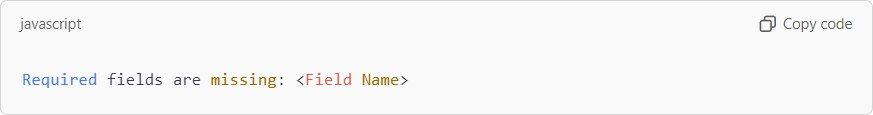 javascript
Copy code
Required fields are missing: <Field Name>